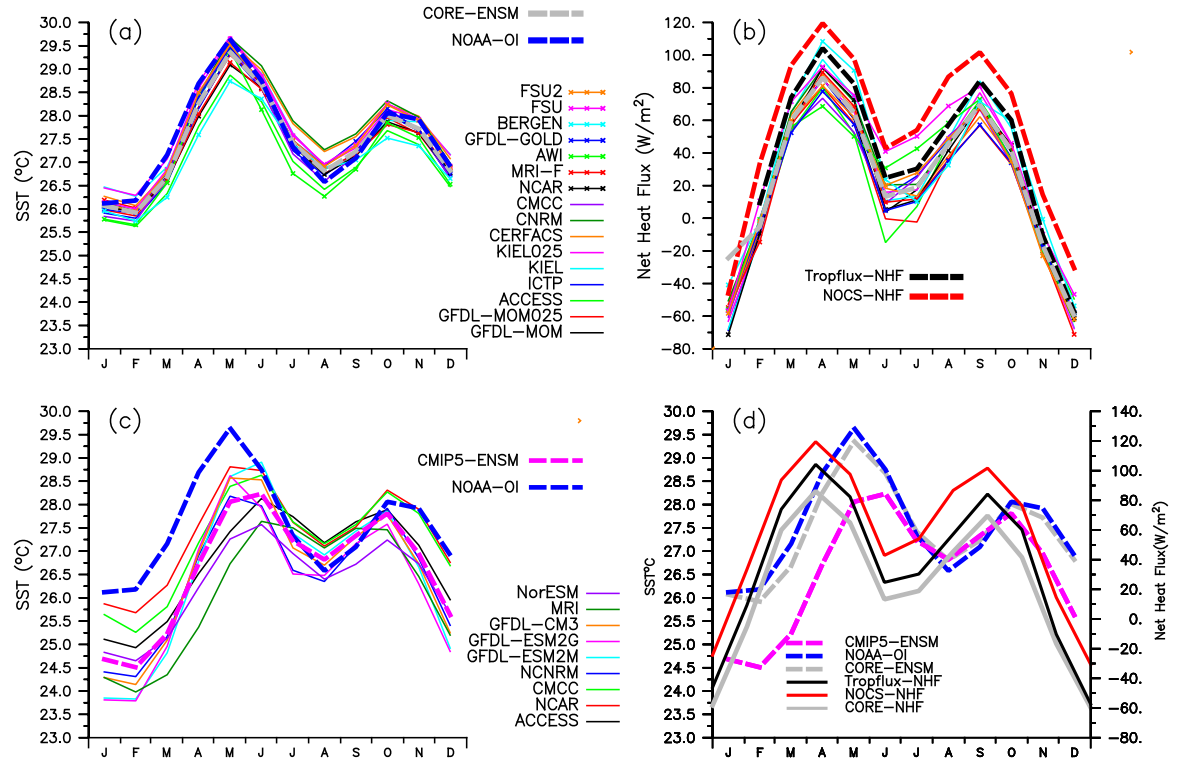 (a)
CORE-ENSM
NOAA-OI
SST (ºC)
30.0
29.5
29.0
28.5
28.0
27.5
27.0
26.5
26.0
25.5
25.0
24.5
24.0
23.5
23.0
J F M A M J J A S O N D
FSU2
FSU
BERGEN
GFDL-GOLD
AWI
MRI-F
NCAR
CMCC
CNRM
CERFACS
KIEL025
KIEL
ICTP
ACCESS
GFDL-MOM025
GFDL-MOM
(b)
Net Heat Flux (W/m²)
120.
100.
80.
60.
40.
20.
0.
-20.
-40.
-60.
-80.
J F M A M J J A S O N D
Tropflux-NHF
NOCS-NHF
(c)
SST (ºC)
30.0
29.5
29.0
28.5
28.0
27.5
27.0
26.5
26.0
25.5
25.0
24.5
24.0
23.5
23.0
J F M A M J J A S O N D
CMIP5-ENSM
NOAA-OI
NorESM
MRI
GFDL-CM3
GFDL-ESM2G
GFDL-ESM2M
NCNRM
CMCC
NCAR
ACCESS
(d)
SSTºC
30.0
29.5
29.0
28.5
28.0
27.5
27.0
26.5
26.0
25.5
25.0
24.5
24.0
23.5
23.0
J F M A M J J A S O N D
CMIP5-ENSM
NOAA-OI
CORE-ENSM
Tropflux-NHF
NOCS-NHF
CORE-NHF
140.
120.
100.
80.
60.
40.
20.
0.
-20.
-40.
-60.
-80.
Net Heat Flux(W/m²)